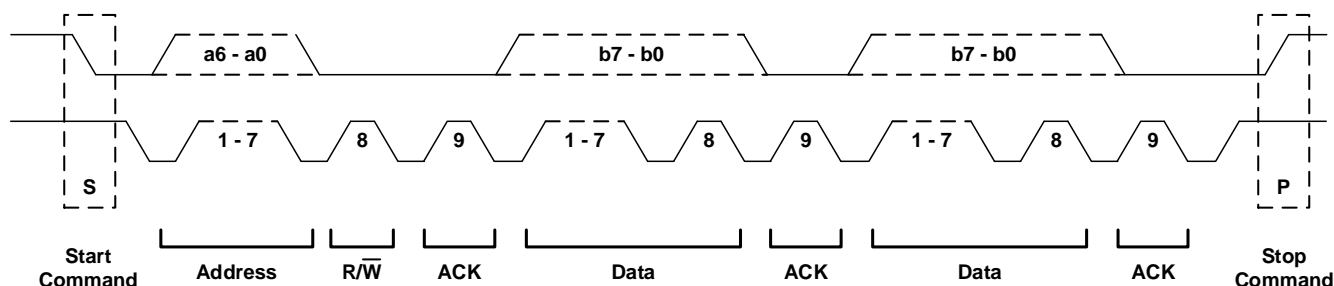 a6 - a0
b7 - b0
b7 - b0
1 - 7
8
9
1 - 7
8
9
1 - 7
8
9
S
P
Start
Command
Address
R/W̅
ACK
Data
ACK
Data
ACK
Stop
Command